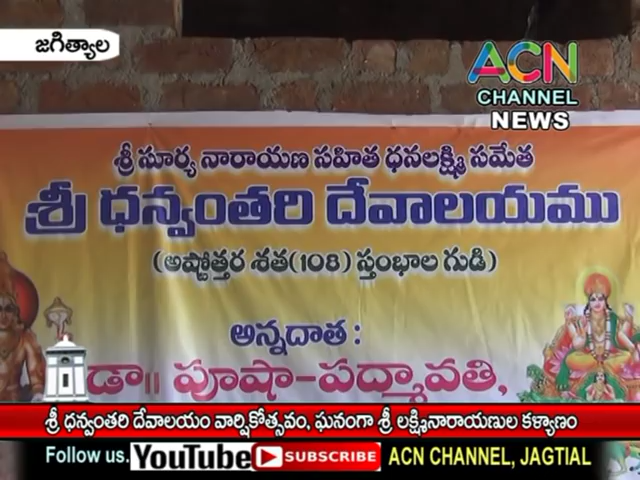 జగిత్యాల
ACN
CHANNEL
NEWS
శ్రీ సూర్య నారాయణ సహిత ధనలక్ష్మి సమేత
శ్రీ ధన్వంతరి దేవాలయము
(అష్టోత్తర శత(108) స్తంభాల గుడి)
అన్నదాత :
డా॥ పూషా-పద్మావతి,
శ్రీ ధన్వంతరి దేవాలయం వార్షికోత్సవం, ఘనంగా శ్రీ లక్ష్మినారాయణుల కళ్యాణం
Follow us. YouTube SUBSCRIBE ACN CHANNEL, JAGTIAL